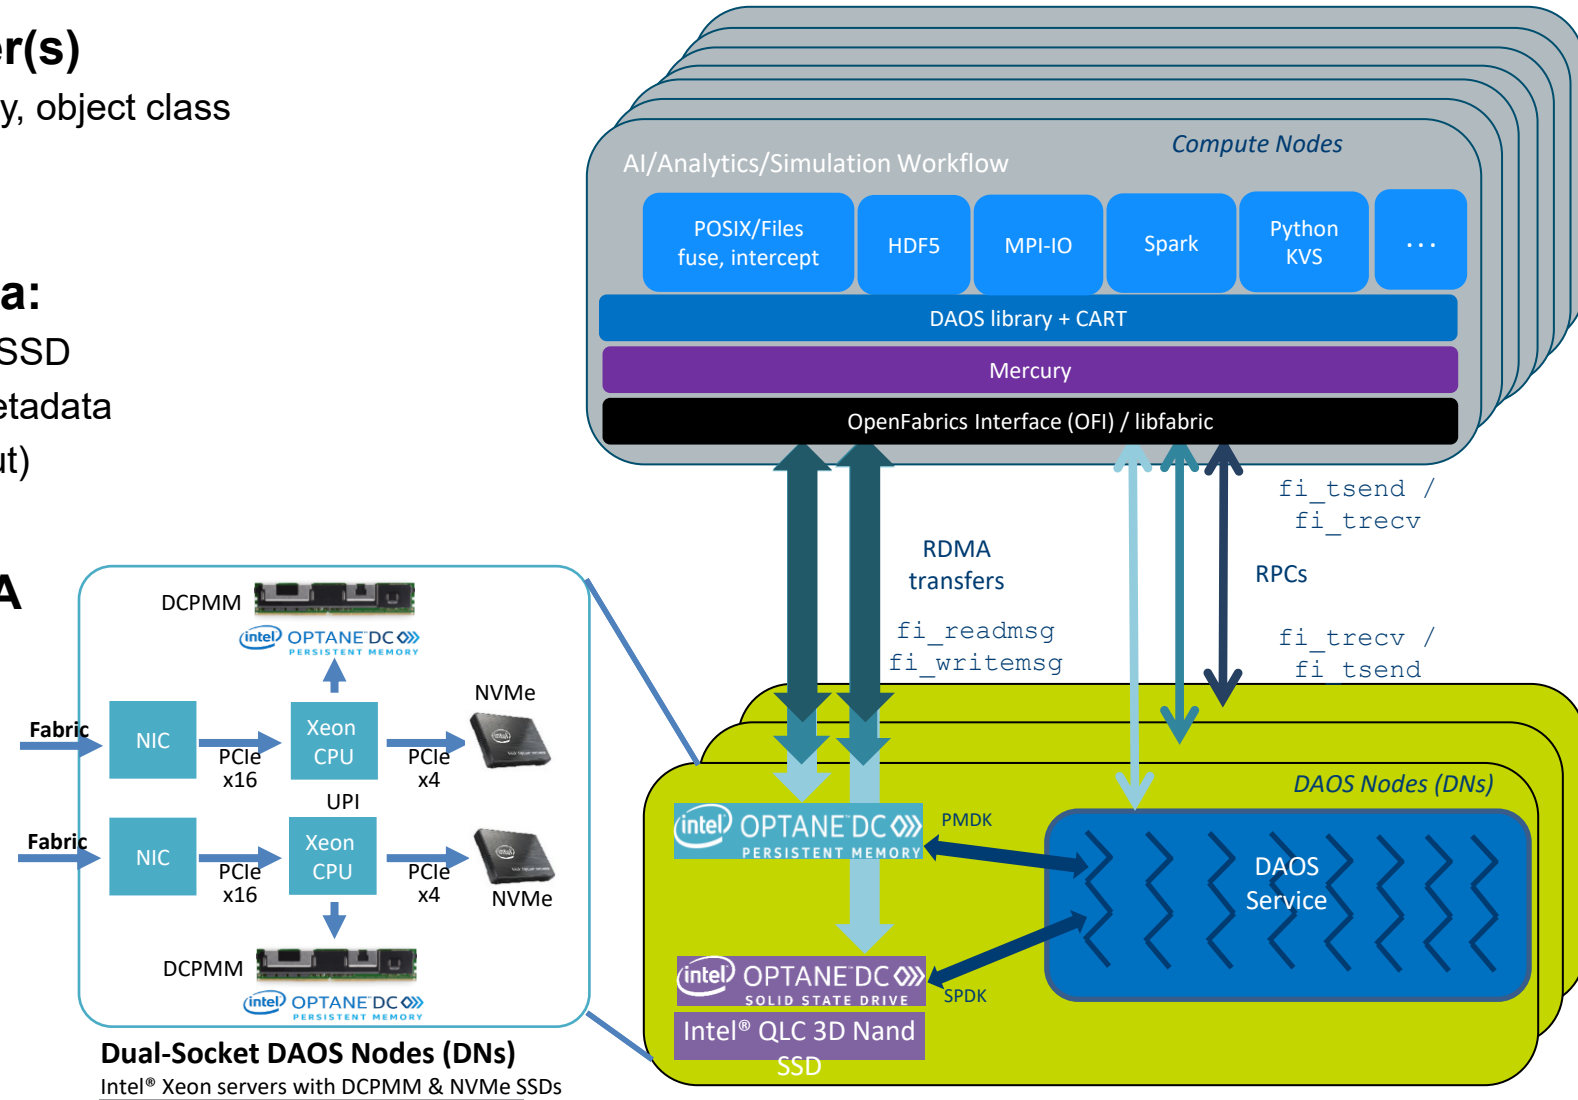 er(s)
y, object class
a:
SSD
etadata
ut)
A
Compute Nodes
AI/Analytics/Simulation Workflow
POSIX/Files
fuse, intercept
HDF5
MPI-IO
Spark
Python
KVS
...
DAOS library + CART
Mercury
OpenFabrics Interface (OFI) / libfabric
RDMA
transfers
fi_readmsg
fi_writemsg
fi_tsend /
fi_trecv
RPCs
fi_trecv /
fi_tsend
DCPMM
intel OPTANE DC
PERSISTENT MEMORY
Fabric
NIC
PCIe
x16
Xeon
CPU
PCIe
x4
NVMe
UPI
Fabric
NIC
PCIe
x16
Xeon
CPU
PCIe
x4
NVMe
DCPMM
intel OPTANE DC
PERSISTENT MEMORY
Dual-Socket DAOS Nodes (DNs)
Intel® Xeon servers with DCPMM & NVMe SSDs
DAOS Nodes (DNs)
intel OPTANE DC
PERSISTENT MEMORY
PMDK
DAOS
Service
intel OPTANE DC
SOLID STATE DRIVE
SPDK
Intel® QLC 3D Nand
SSD